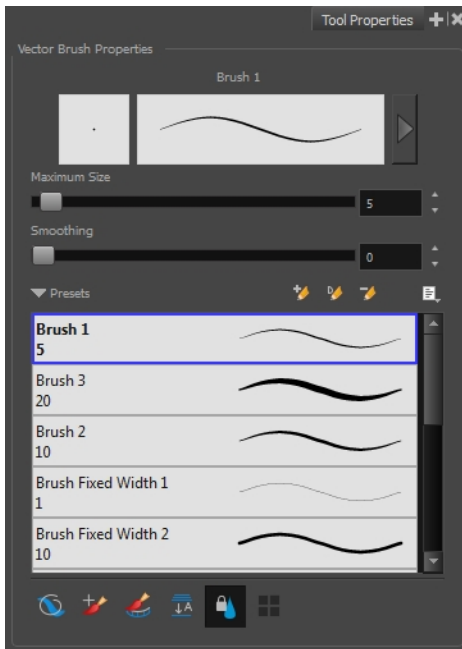 Tool Properties
Vector Brush Properties
Brush 1
Maximum Size
5
Smoothing
0
Presets
Brush 1
5
Brush 3
20
Brush 2
10
Brush Fixed Width 1
1
Brush Fixed Width 2
10